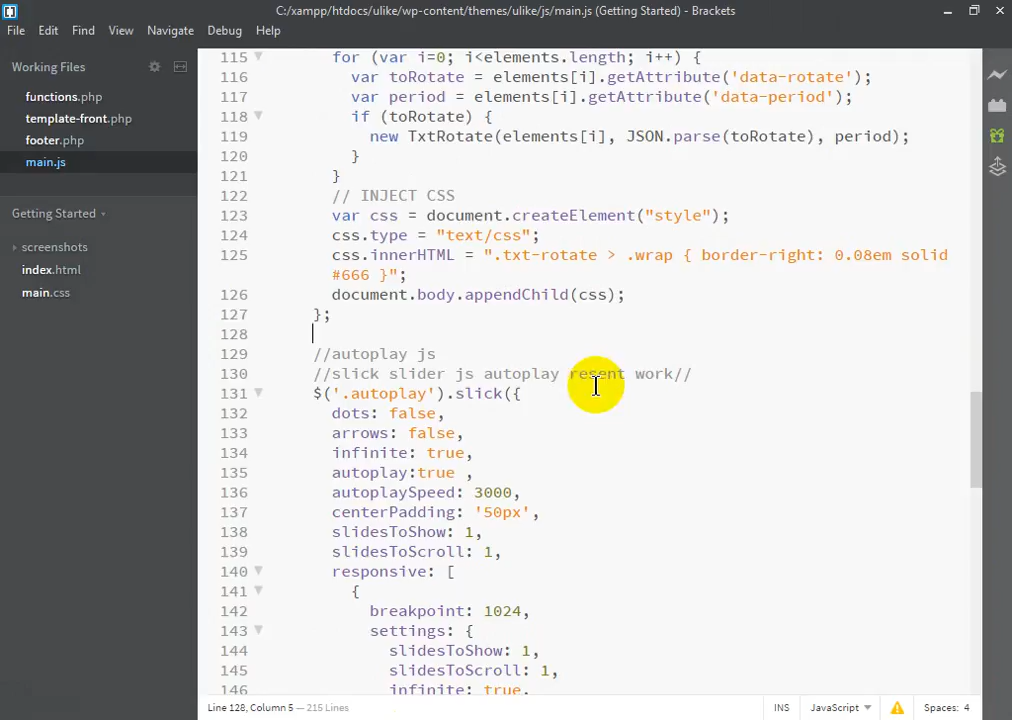 C:/xampp/htdocs/ulike/wp-content/themes/ulike/js/main.js (Getting Started) - Brackets
File Edit Find View Navigate Debug Help
Working Files
functions.php
template-front.php
footer.php
main.js
Getting Started
screenshots
index.html
main.css
115 for (var i=0; i<elements.length; i++) {
116 var toRotate = elements[i].getAttribute('data-rotate');
117 var period = elements[i].getAttribute('data-period');
118 if (toRotate) {
119 new TxtRotate(elements[i], JSON.parse(toRotate), period);
120 }
121 }
122 // INJECT CSS
123 var css = document.createElement("style");
124 css.type = "text/css";
125 css.innerHTML = ".txt-rotate > .wrap { border-right: 0.08em solid
#666 }";
126 document.body.appendChild(css);
127 };
128
129 //autoplay js
130 //slick slider js autoplay resent work//
131 $('.autoplay').slick({
132 dots: false,
133 arrows: false,
134 infinite: true,
135 autoplay:true ,
136 autoplaySpeed: 3000,
137 centerPadding: '50px',
138 slidesToShow: 1,
139 slidesToScroll: 1,
140 responsive: [
141 {
142 breakpoint: 1024,
143 settings: {
144 slidesToShow: 1,
145 slidesToScroll: 1,
146 infinite: true,
Line 128, Column 5 — 215 Lines
INS
JavaScript
Spaces: 4